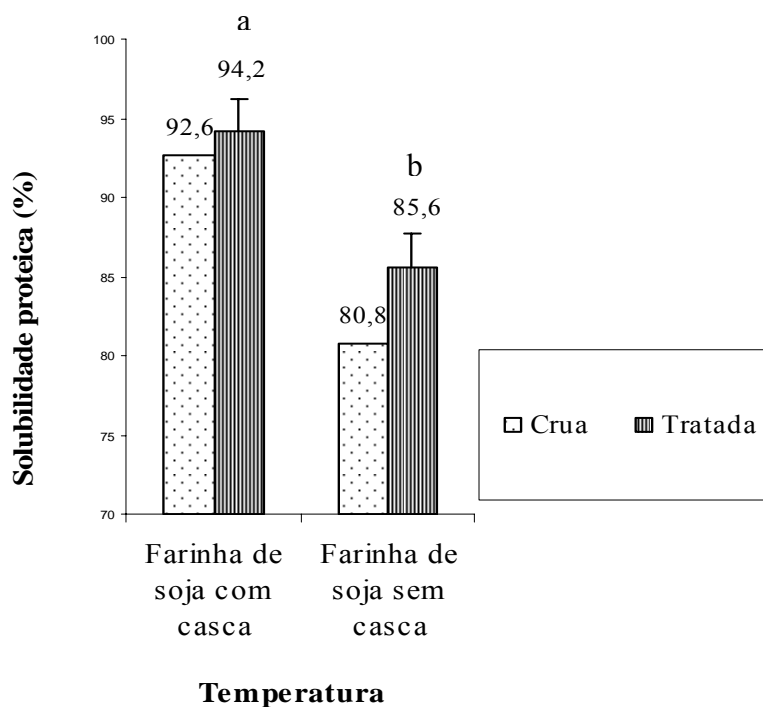 Solubilidade proteica (%)
100
95
90
85
80
75
70
a
94,2
92,6
b
85,6
80,8
Crua
Tratada
Farinha de
soja com
casca
Farinha de
soja sem
casca
Temperatura